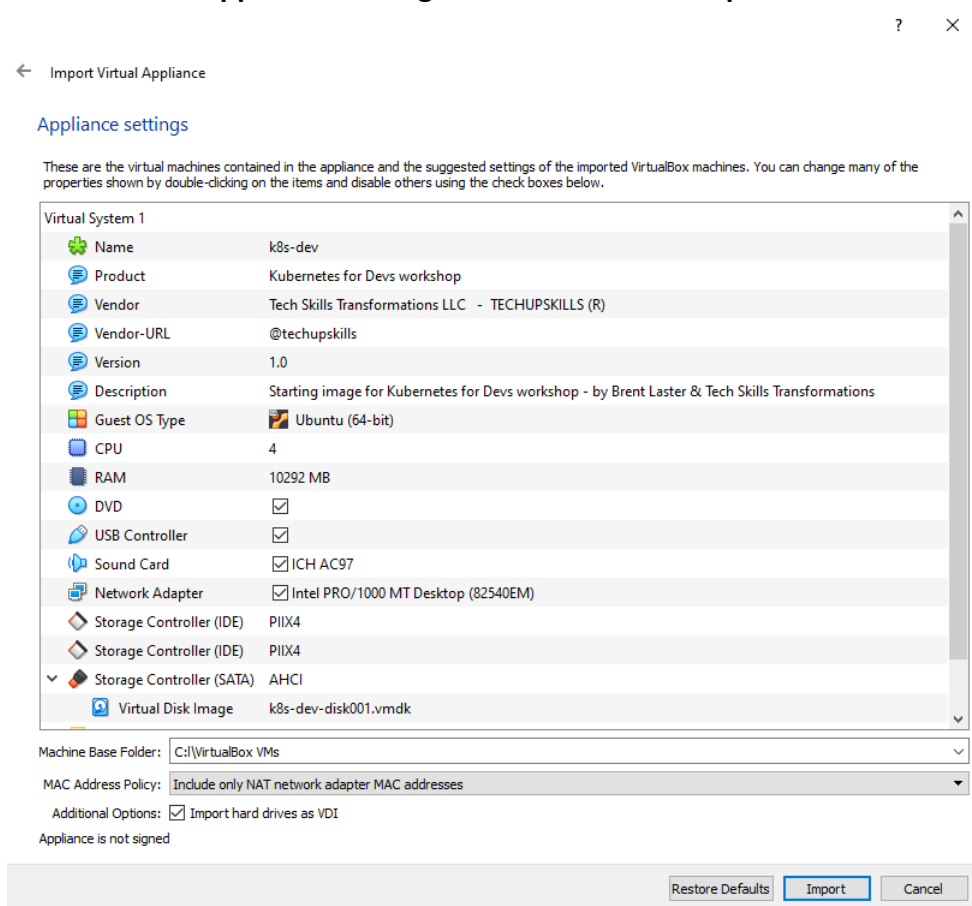 ?
Import Virtual Appliance
Appliance settings
These are the virtual machines contained in the appliance and the suggested settings of the imported VirtualBox machines. You can change many of the
properties shown by double-clicking on the items and disable others using the check boxes below.
Virtual System 1
Name k8s-dev
Product Kubernetes for Devs workshop
Vendor Tech Skills Transformations LLC - TECHUPSKILLS (R)
Vendor-URL @techupskills
Version 1.0
Description Starting image for Kubernetes for Devs workshop - by Brent Laster & Tech Skills Transformations
Guest OS Type Ubuntu (64-bit)
CPU 4
RAM 10292 MB
DVD
USB Controller
Sound Card ICH AC97
Network Adapter Intel PRO/1000 MT Desktop (82540EM)
Storage Controller (IDE) PIIX4
Storage Controller (IDE) PIIX4
Storage Controller (SATA) AHCI
Virtual Disk Image k8s-dev-disk001.vmdk
Machine Base Folder: C:l\VirtualBox VMs
MAC Address Policy: Include only NAT network adapter MAC addresses
Additional Options: Import hard drives as VDI
Appliance is not signed
Restore Defaults Import Cancel